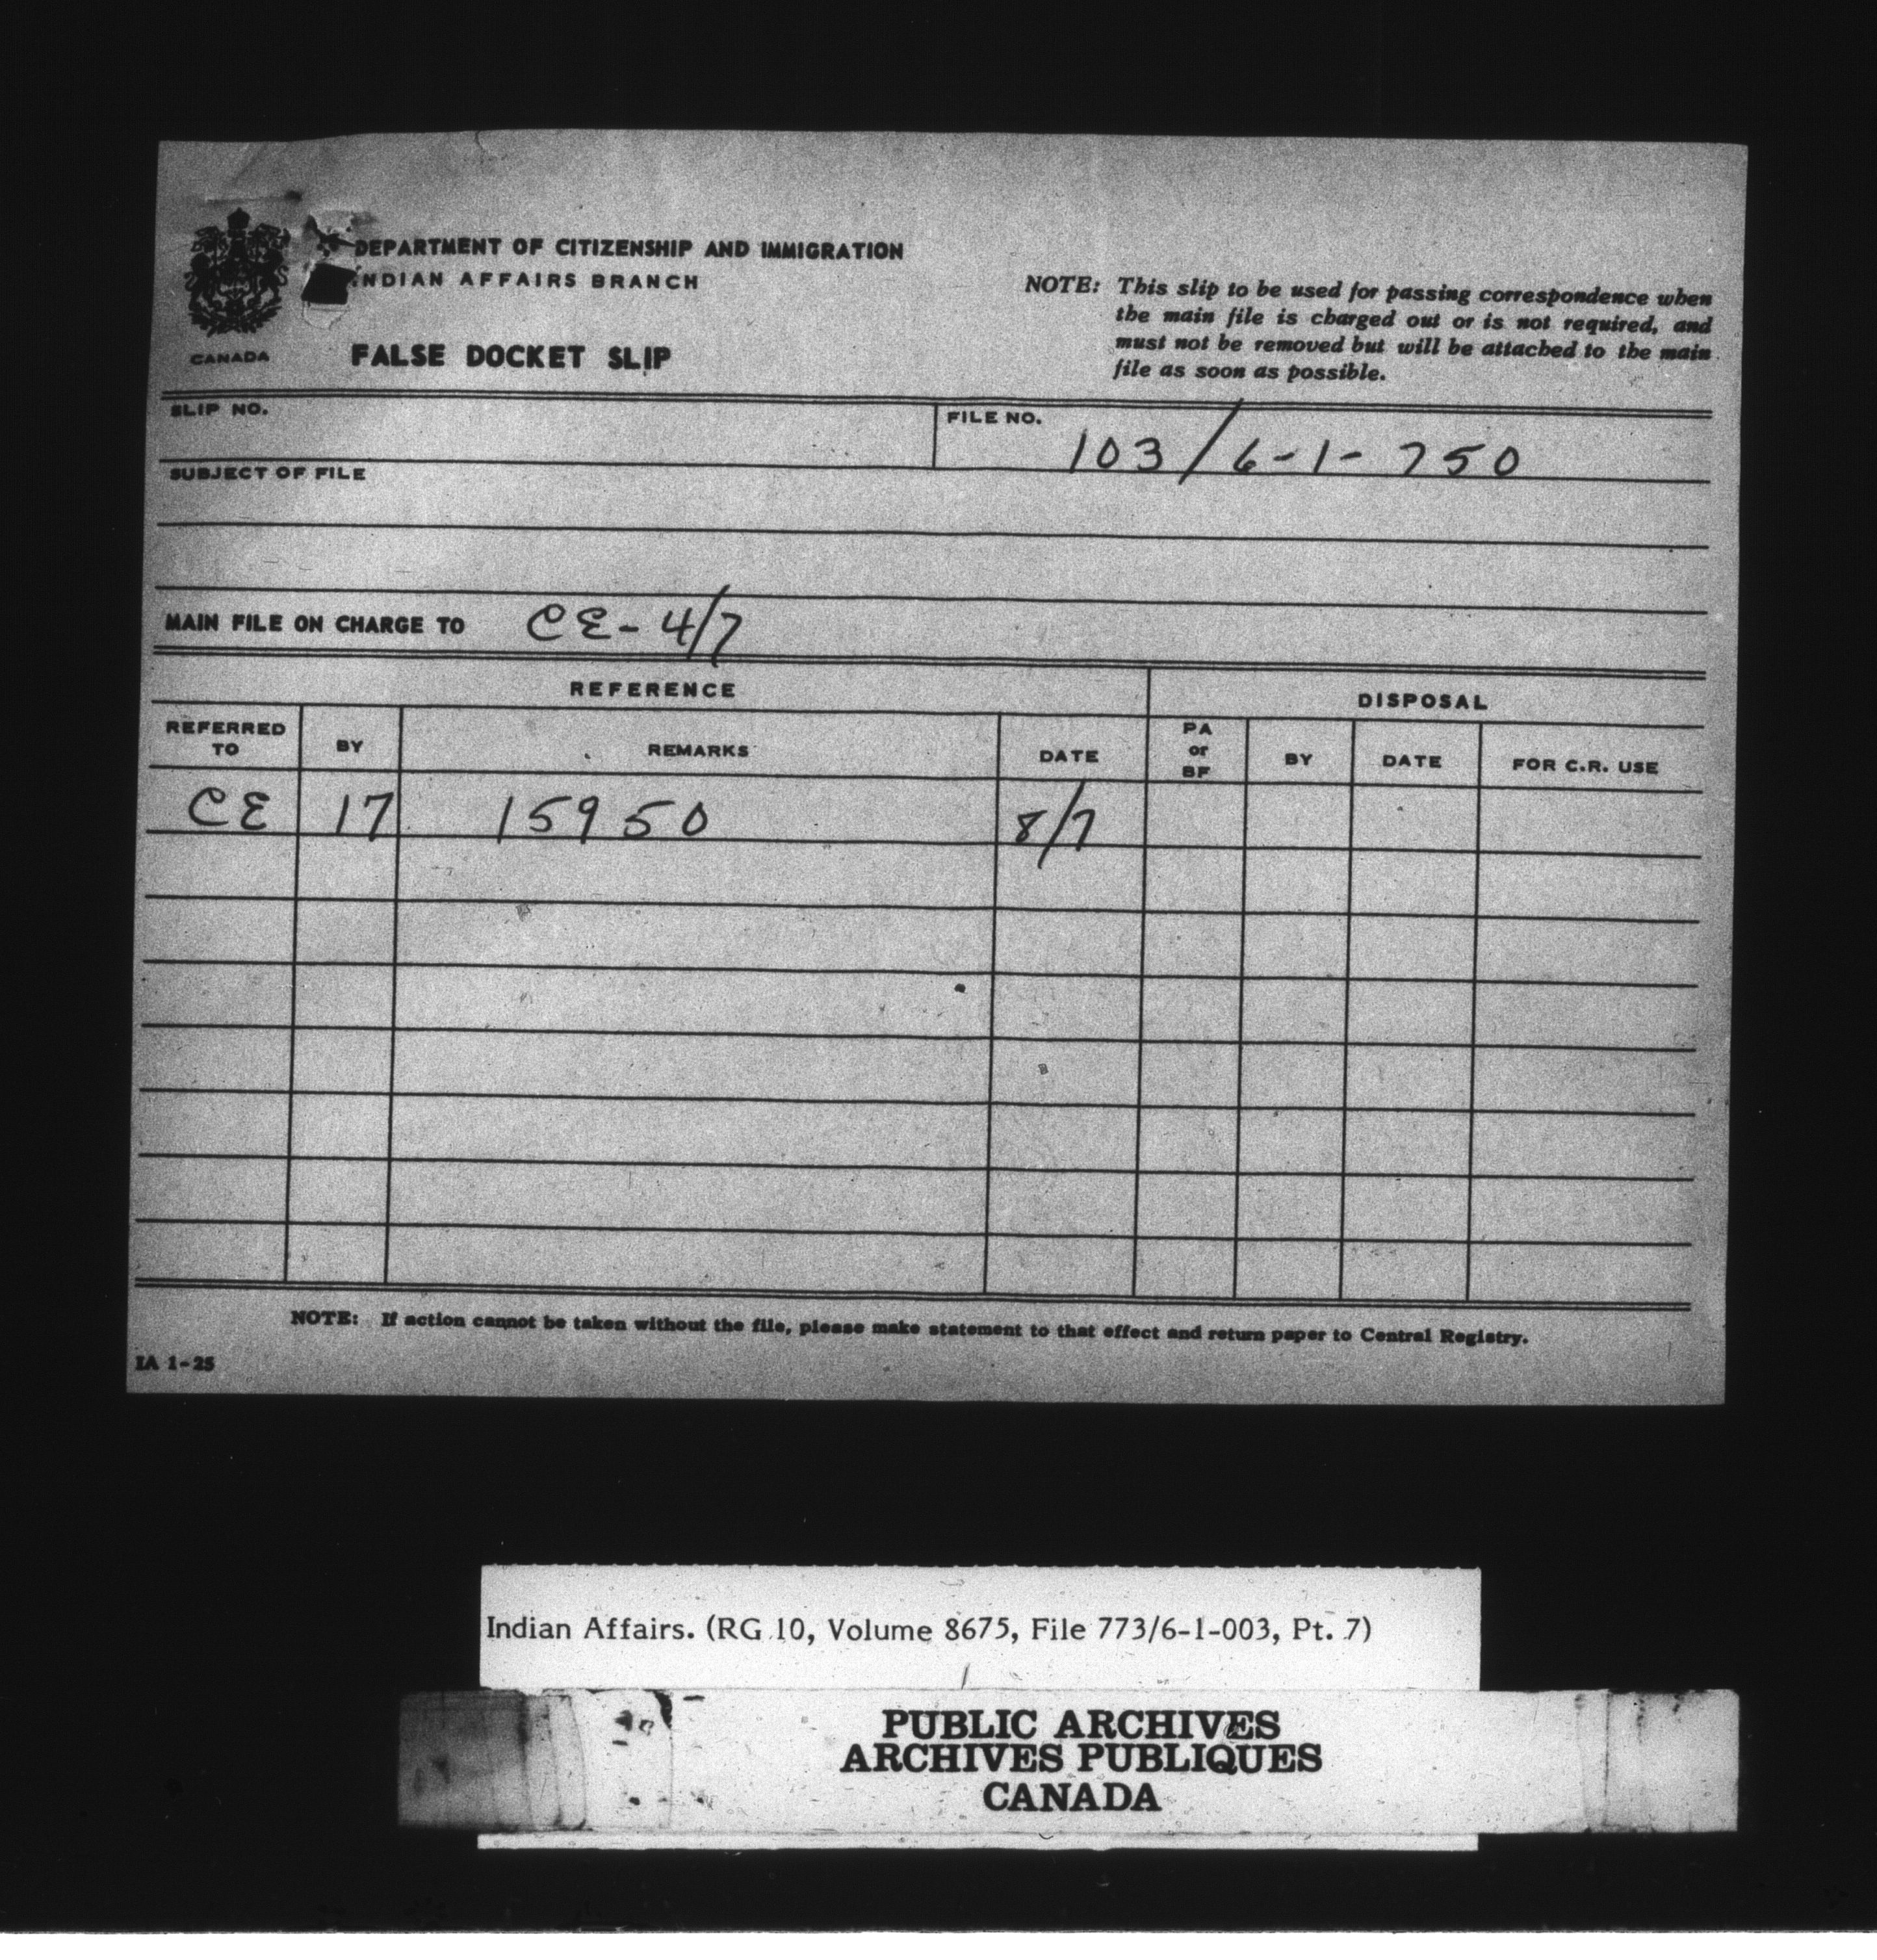 DEPARTMENT OF CITIZENSHIP AND IMMIGRATION
INDIAN AFFAIRS BRANCH
CANADA
FALSE DOCKET SLIP
NOTE: This slip to be used for passing correspondence when
the main file is charged out or is not required, and
must not be removed but will be attached to the main
file as soon as possible.
SLIP NO.
FILE NO. 103/6-1-750
SUBJECT OF FILE
MAIN FILE ON CHARGE TO CE-4/7
REFERENCE DISPOSAL
REFERRED TO BY REMARKS DATE PA or BF BY DATE FOR C.R. USE
CE 17 15950 8/7
NOTE: If action cannot be taken without the file, please make statement to that effect and return paper to Central Registry.
IA 1-25
Indian Affairs. (RG 10, Volume 8675, File 773/6-1-003, Pt. 7)
PUBLIC ARCHIVES
ARCHIVES PUBLIQUES
CANADA